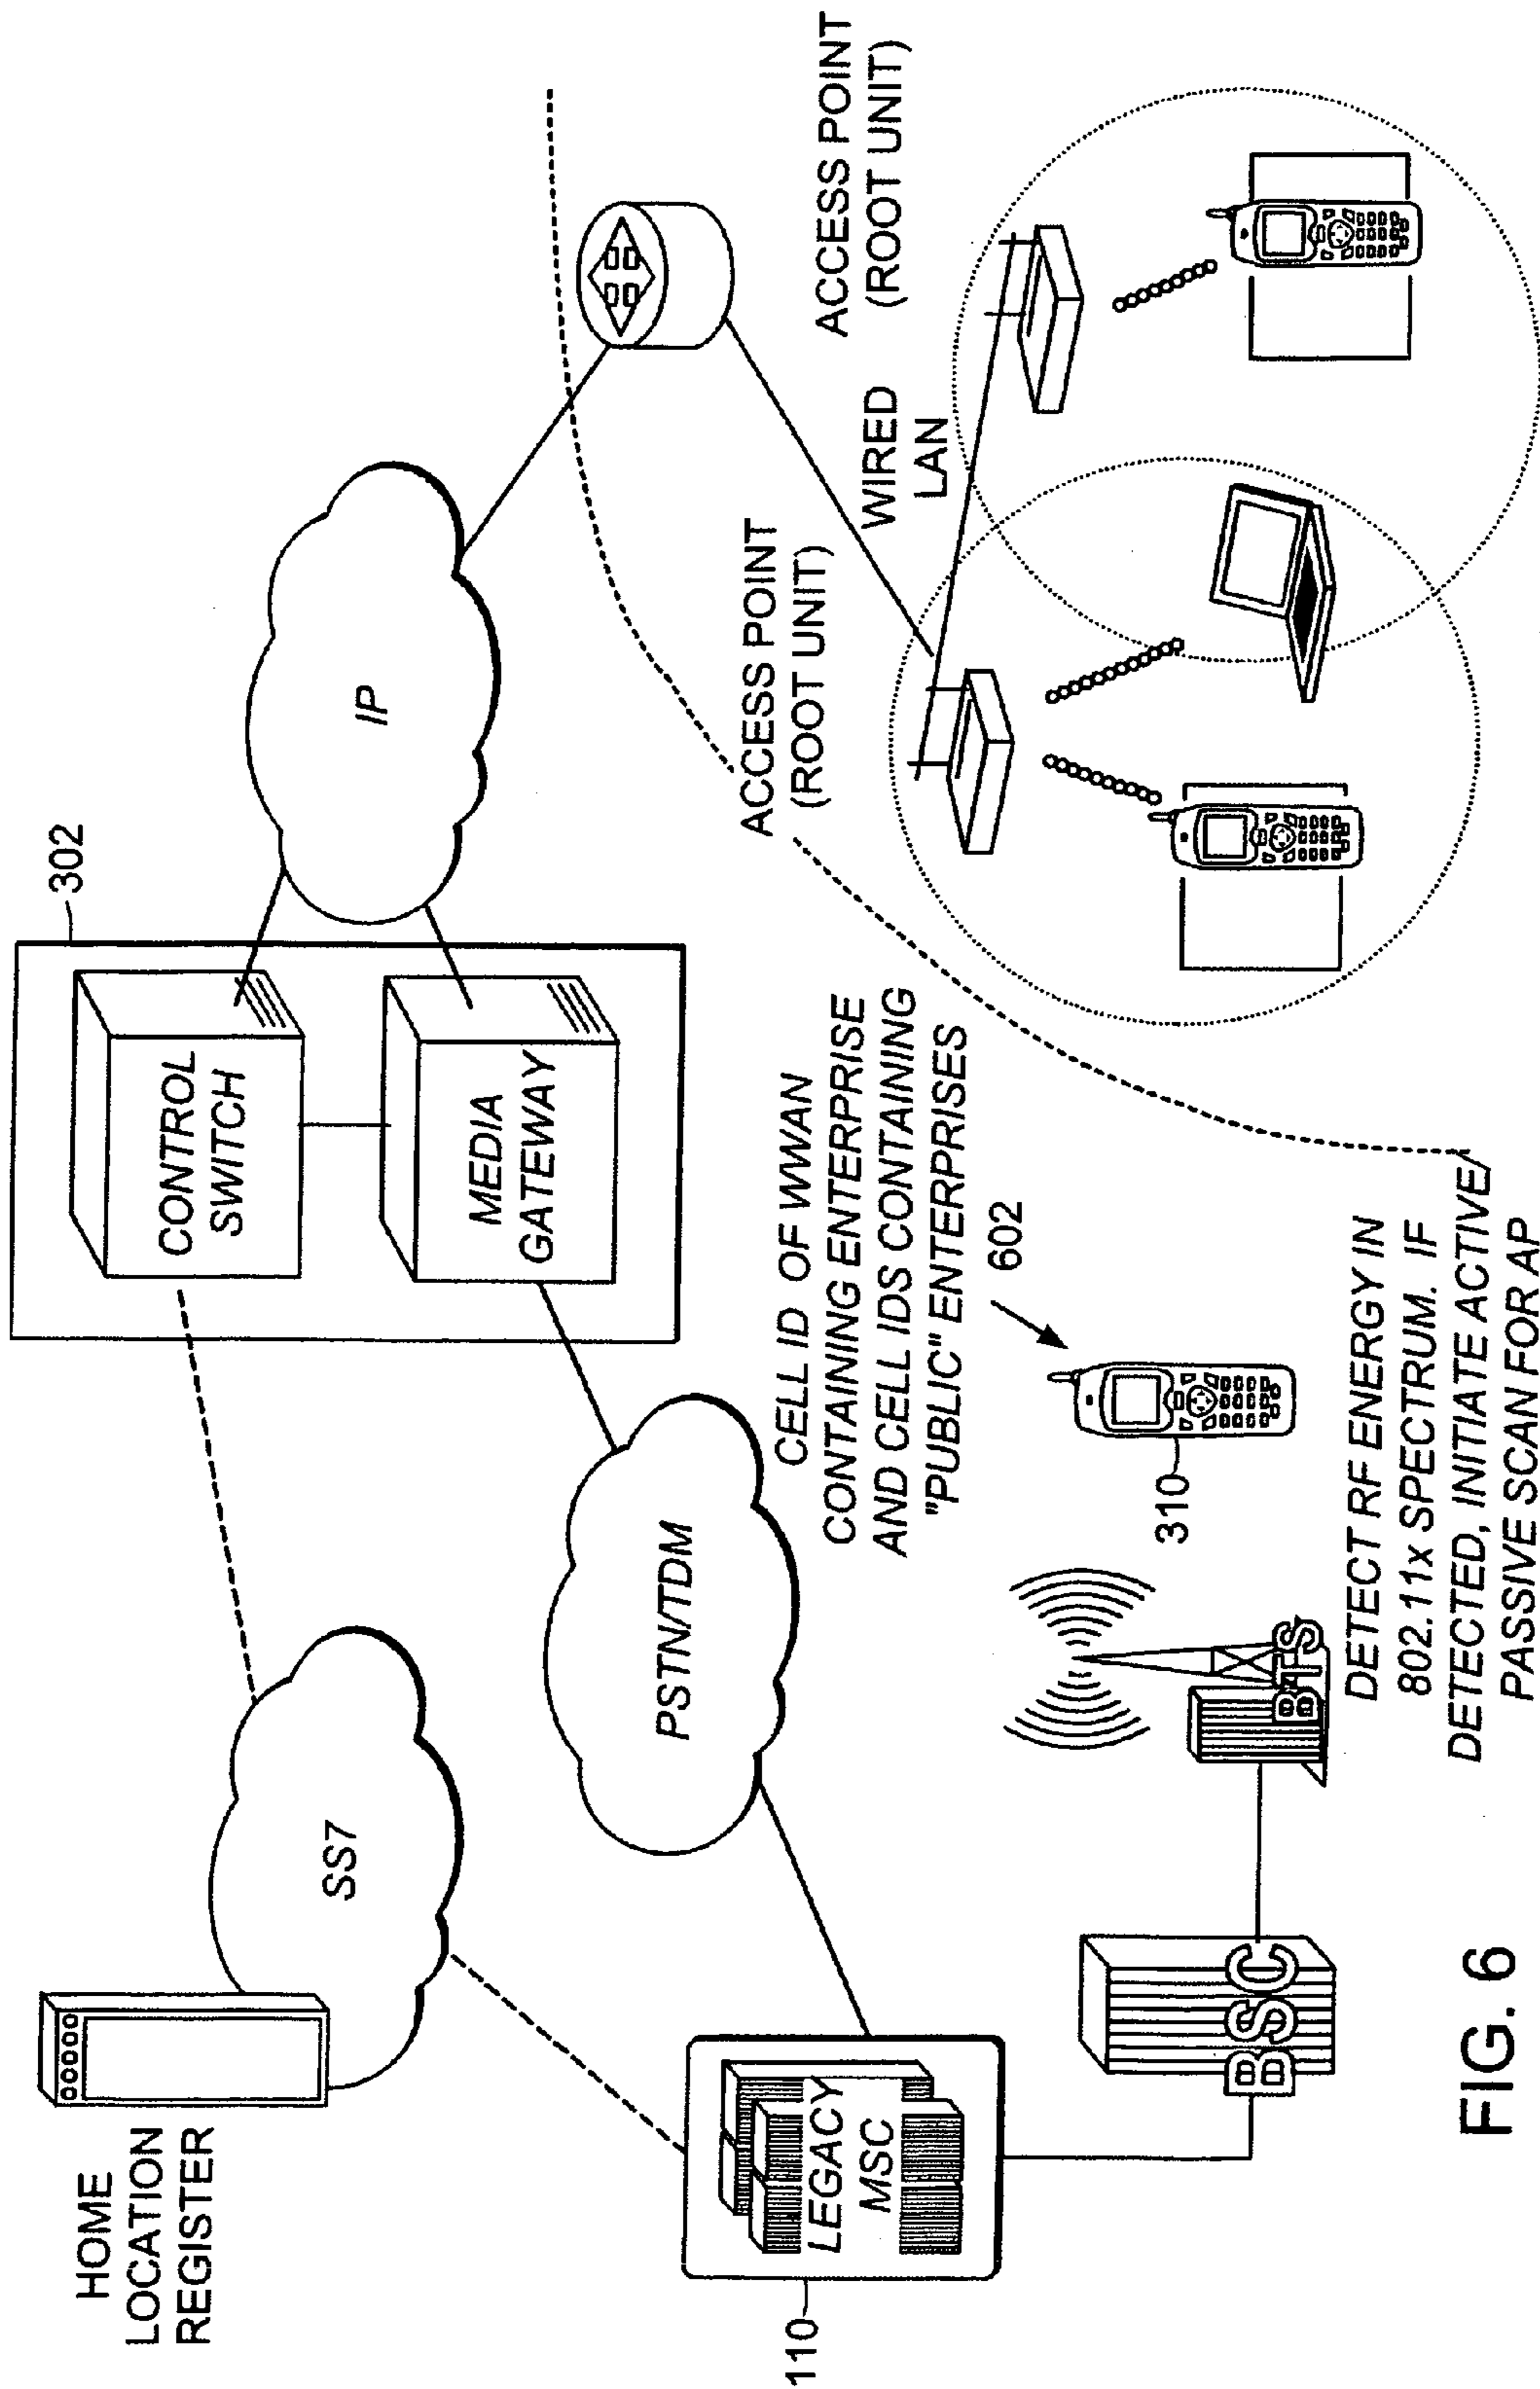 HOME
LOCATION
REGISTER
SS7
302
CONTROL
SWITCH
MEDIA
GATEWAY
IP
110
LEGACY
MSC
PSTN/TDM
CELL ID OF WWAN
CONTAINING ENTERPRISE
AND CELL IDS CONTAINING
"PUBLIC" ENTERPRISES
602
310
ACCESS POINT
(ROOT UNIT)
WIRED
LAN
ACCESS POINT
(ROOT UNIT)
BSC
BTS
DETECT RF ENERGY IN
802.11x SPECTRUM. IF
DETECTED, INITIATE ACTIVE/
PASSIVE SCAN FOR AP
FIG. 6